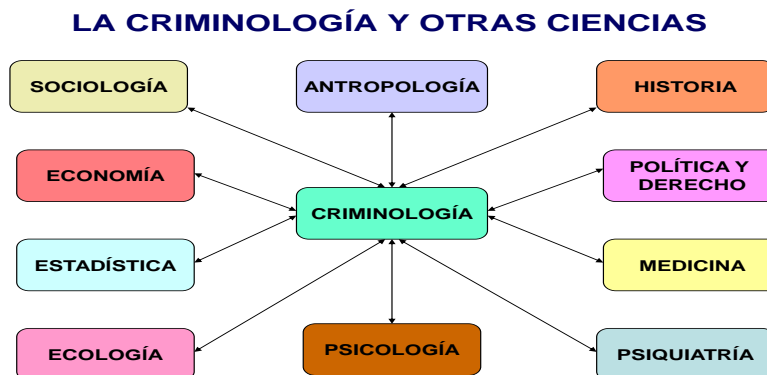 LA CRIMINOLOGÍA Y OTRAS CIENCIAS
SOCIOLOGÍA
ANTROPOLOGÍA
HISTORIA
ECONOMÍA
POLÍTICA Y
DERECHO
CRIMINOLOGÍA
ESTADÍSTICA
MEDICINA
ECOLOGÍA
PSICOLOGÍA
PSIQUIATRÍA